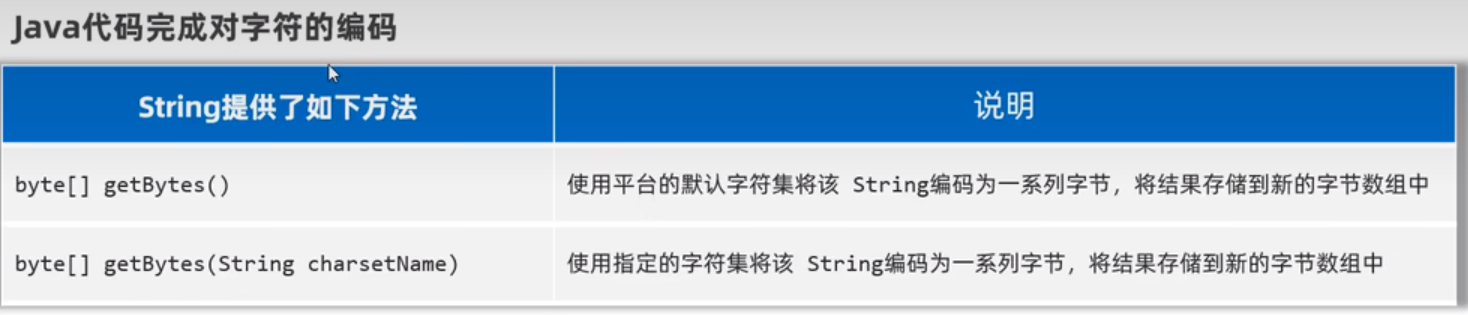 Java代码完成对字符的编码
String提供了如下方法
说明
byte[] getBytes()
使用平台的默认字符集将该 String编码为一系列字节，将结果存储到新的字节数组中
byte[] getBytes(String charsetName)
使用指定的字符集将该 String编码为一系列字节，将结果存储到新的字节数组中